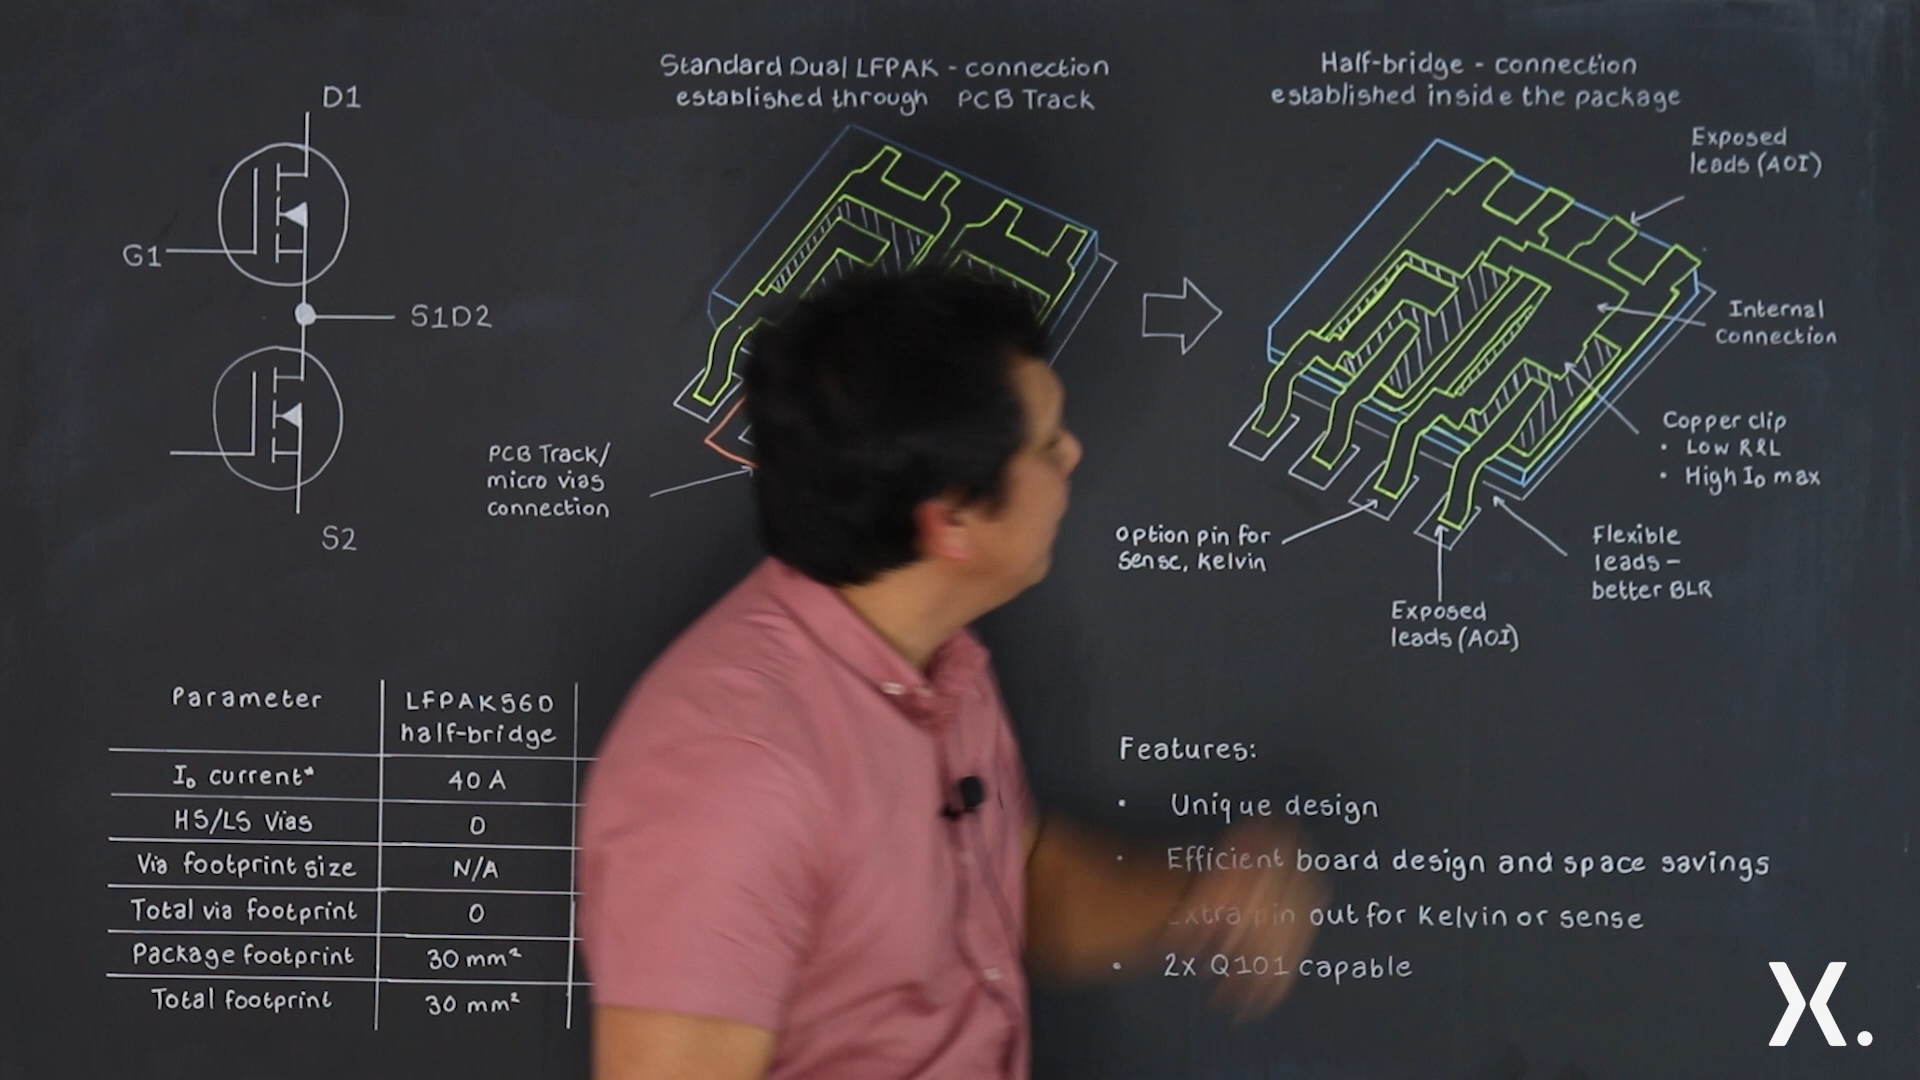 D1
G1
S1D2
S2
Standard Dual LFPAK - connection
established through PCB Track
PCB Track/
micro vias
connection
Half-bridge - connection
established inside the package
Exposed
leads (AOI)
Internal
connection
Copper clip
• Low R&L
• High ID max
Flexible
leads –
better BLR
Option pin for
Sense, Kelvin
Exposed
leads (AOI)
Parameter
LFPAK56D
half-bridge
ID current*
40 A
HS/LS Vias
0
Via footprint size
N/A
Total via footprint
0
Package footprint
30 mm²
Total footprint
30 mm²
Features:
• Unique design
• Efficient board design and space savings
Extra pin out for Kelvin or sense
• 2x Q101 capable
X.